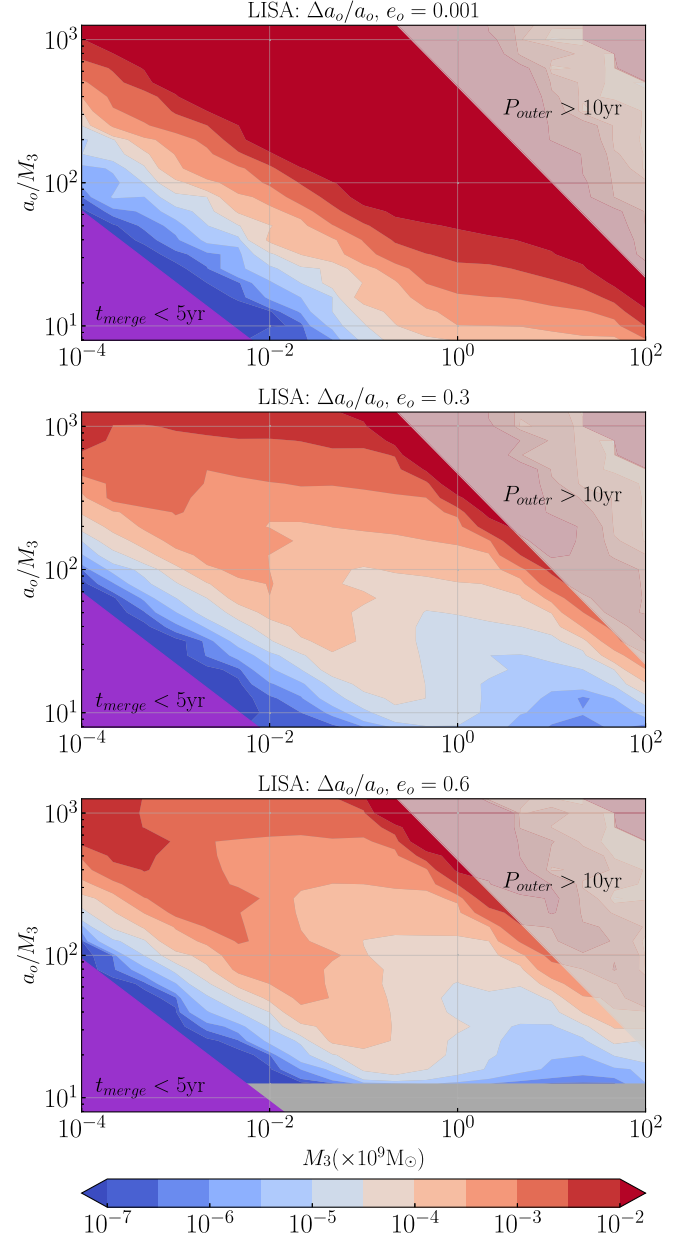 LISA: Δa_o/a_o, e_o = 0.001
10^3
P_outer > 10yr
a_o/M_3
10^2
t_merge < 5yr
10^1
10^-4 10^-2 10^0 10^2
LISA: Δa_o/a_o, e_o = 0.3
10^3
P_outer > 10yr
a_o/M_3
10^2
t_merge < 5yr
10^1
10^-4 10^-2 10^0 10^2
LISA: Δa_o/a_o, e_o = 0.6
10^3
P_outer > 10yr
a_o/M_3
10^2
t_merge < 5yr
10^1
10^-4 10^-2 10^0 10^2
M_3(×10^9M_⊙)
10^-7 10^-6 10^-5 10^-4 10^-3 10^-2